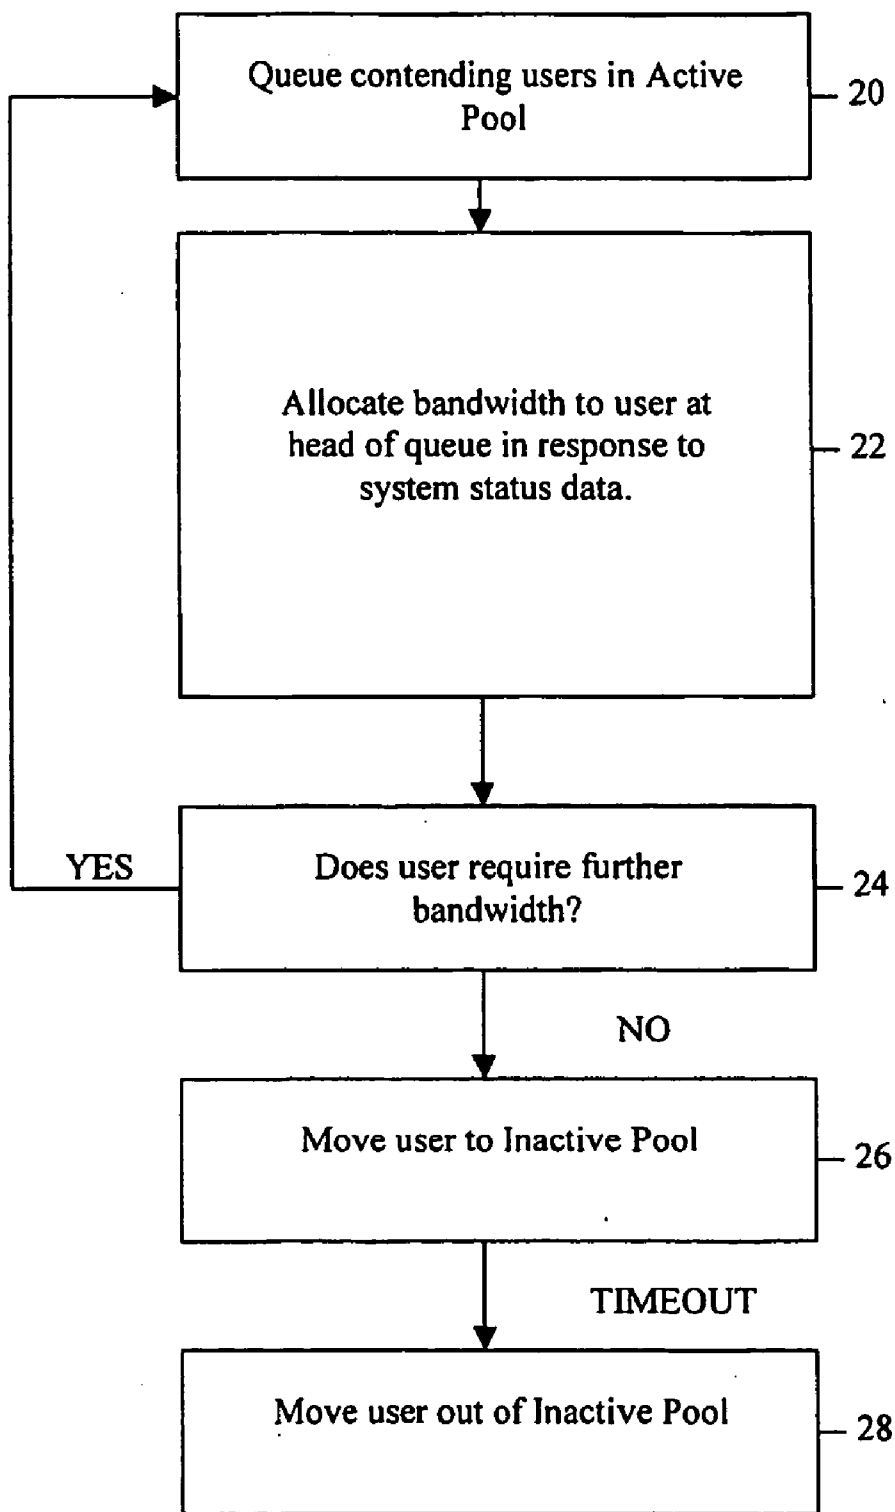 Queue contending users in Active
Pool
20
Allocate bandwidth to user at
head of queue in response to
system status data.
22
YES
Does user require further
bandwidth?
24
NO
Move user to Inactive Pool
26
TIMEOUT
Move user out of Inactive Pool
28